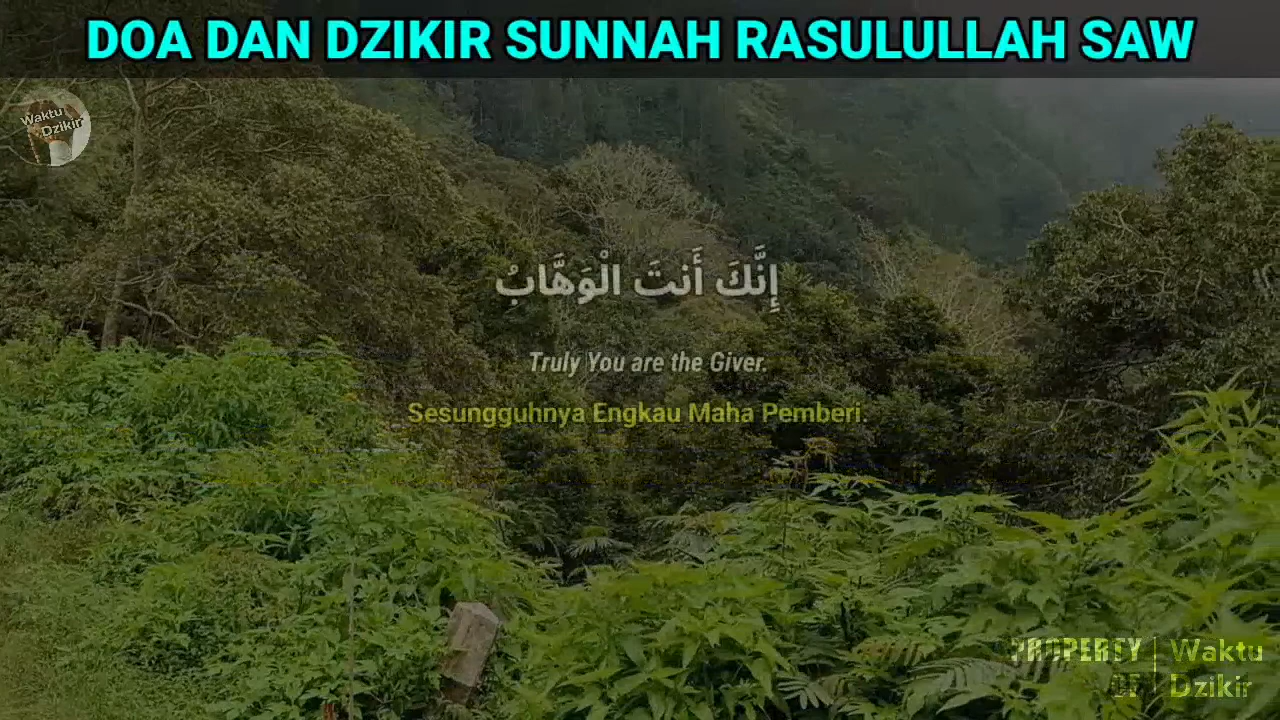 DOA DAN DZIKIR SUNNAH RASULULLAH SAW
Waktu
Dzikir
إِنَّكَ أَنتَ الْوَهَّابُ
Truly You are the Giver.
Sesungguhnya Engkau Maha Pemberi.
PROPERTY | Waktu
OF | Dzikir